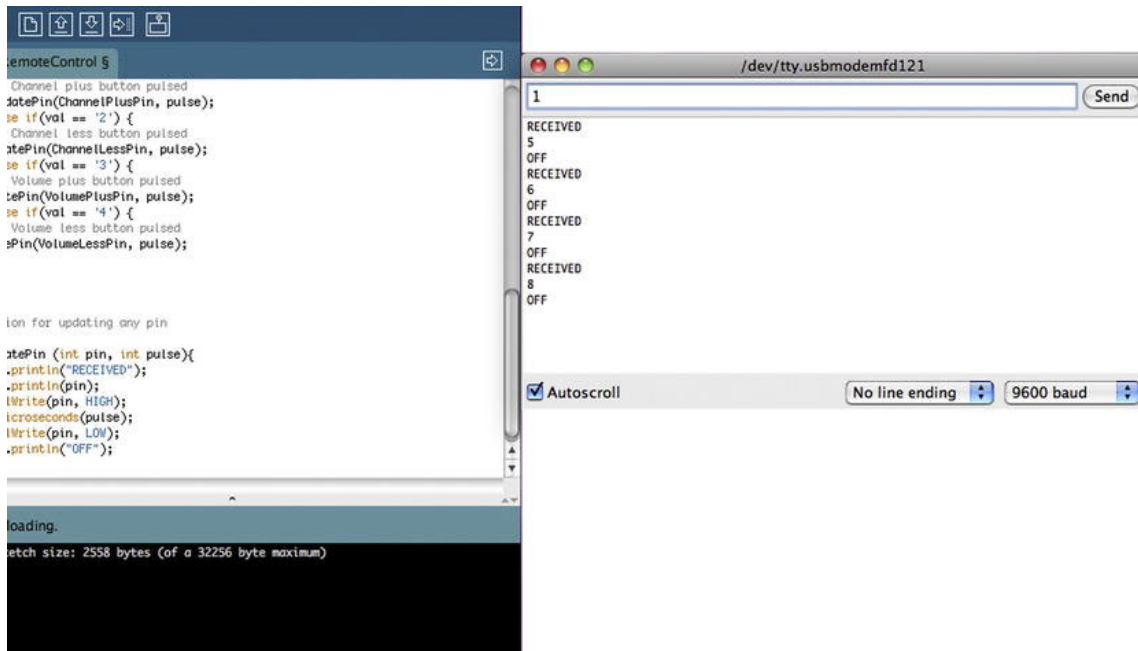 emoteControl §
Channel plus button pulsed
datePin(ChannelPlusPin, pulse);
se if(val == '2') {
Channel less button pulsed
atePin(ChannelLessPin, pulse);
se if(val == '3') {
Volume plus button pulsed
tePin(VolumePlusPin, pulse);
se if(val == '4') {
Volume less button pulsed
ePin(VolumeLessPin, pulse);
ion for updating any pin
atePin (int pin, int pulse){
.println("RECEIVED");
.println(pin);
lWrite(pin, HIGH);
icroseconds(pulse);
lWrite(pin, LOW);
.println("OFF");
loading.
etch size: 2558 bytes (of a 32256 byte maximum)
/dev/tty.usbmodemfd121
1
Send
RECEIVED
5
OFF
RECEIVED
6
OFF
RECEIVED
7
OFF
RECEIVED
8
OFF
Autoscroll
No line ending
9600 baud